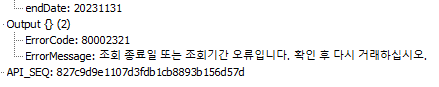 endDate: 20231131
Output {} (2)
ErrorCode: 80002321
ErrorMessage: 조회 종료일 또는 조회기간 오류입니다. 확인 후 다시 거래하십시오.
API_SEQ: 827c9d9e1107d3fdb1cb8893b156d57d